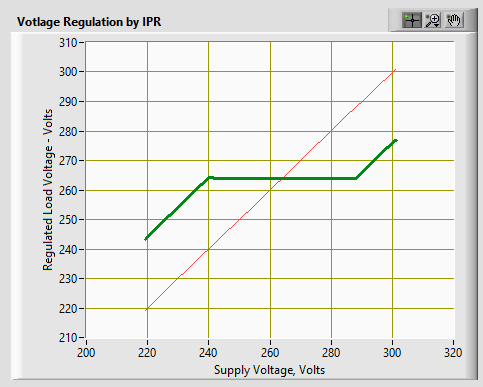 Votlage Regulation by IPR
310
300
290
280
270
260
250
240
230
220
210
Regulated Load Voltage - Volts
200 220 240 260 280 300 320
Supply Voltage, Volts